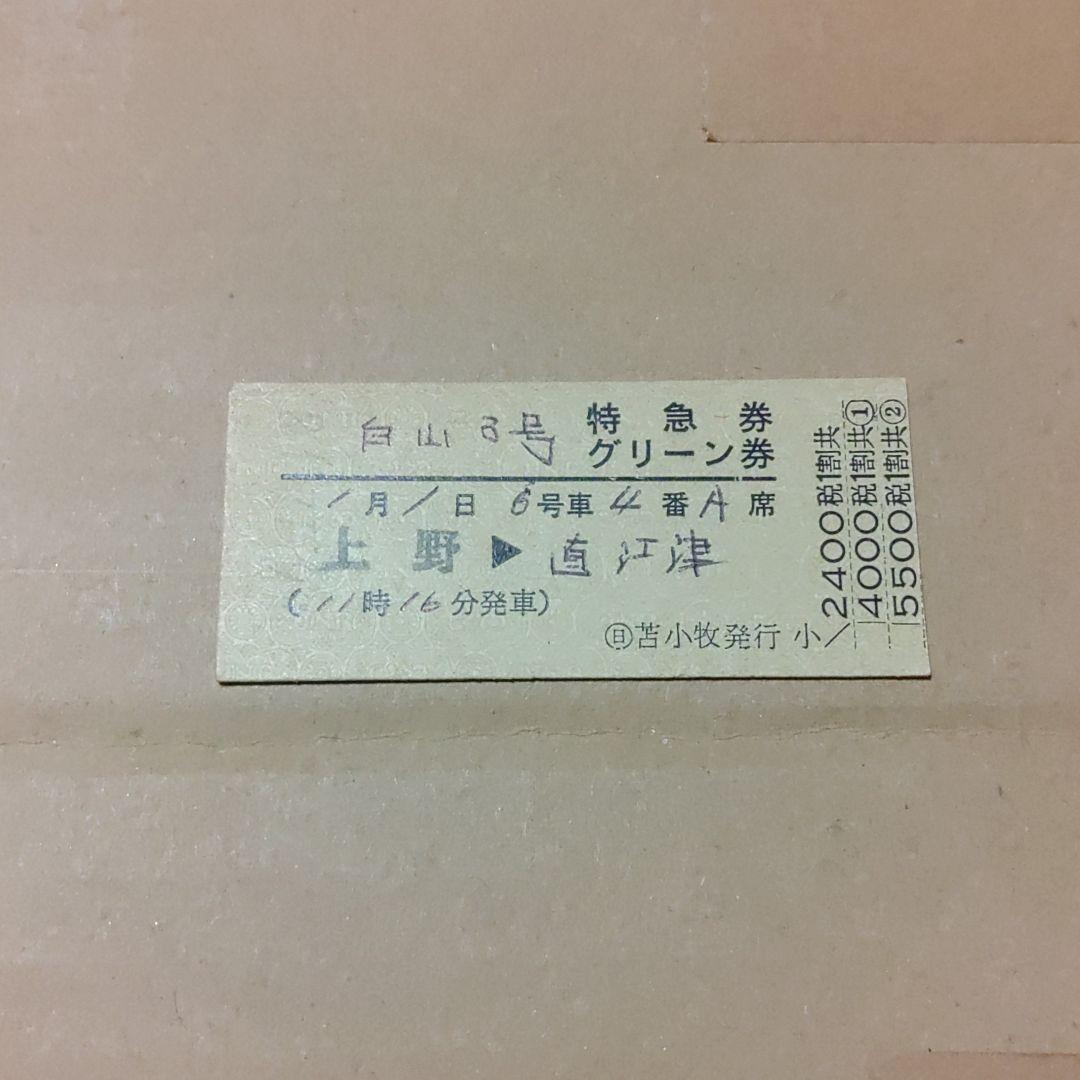 白山3号 特急券
グリーン券
1月1日 6号車4番A席
上野▶直江津
(11時16分発車)
㊐苫小牧発行 小/
2400税1割共
4000税1割共①
5500税1割共②